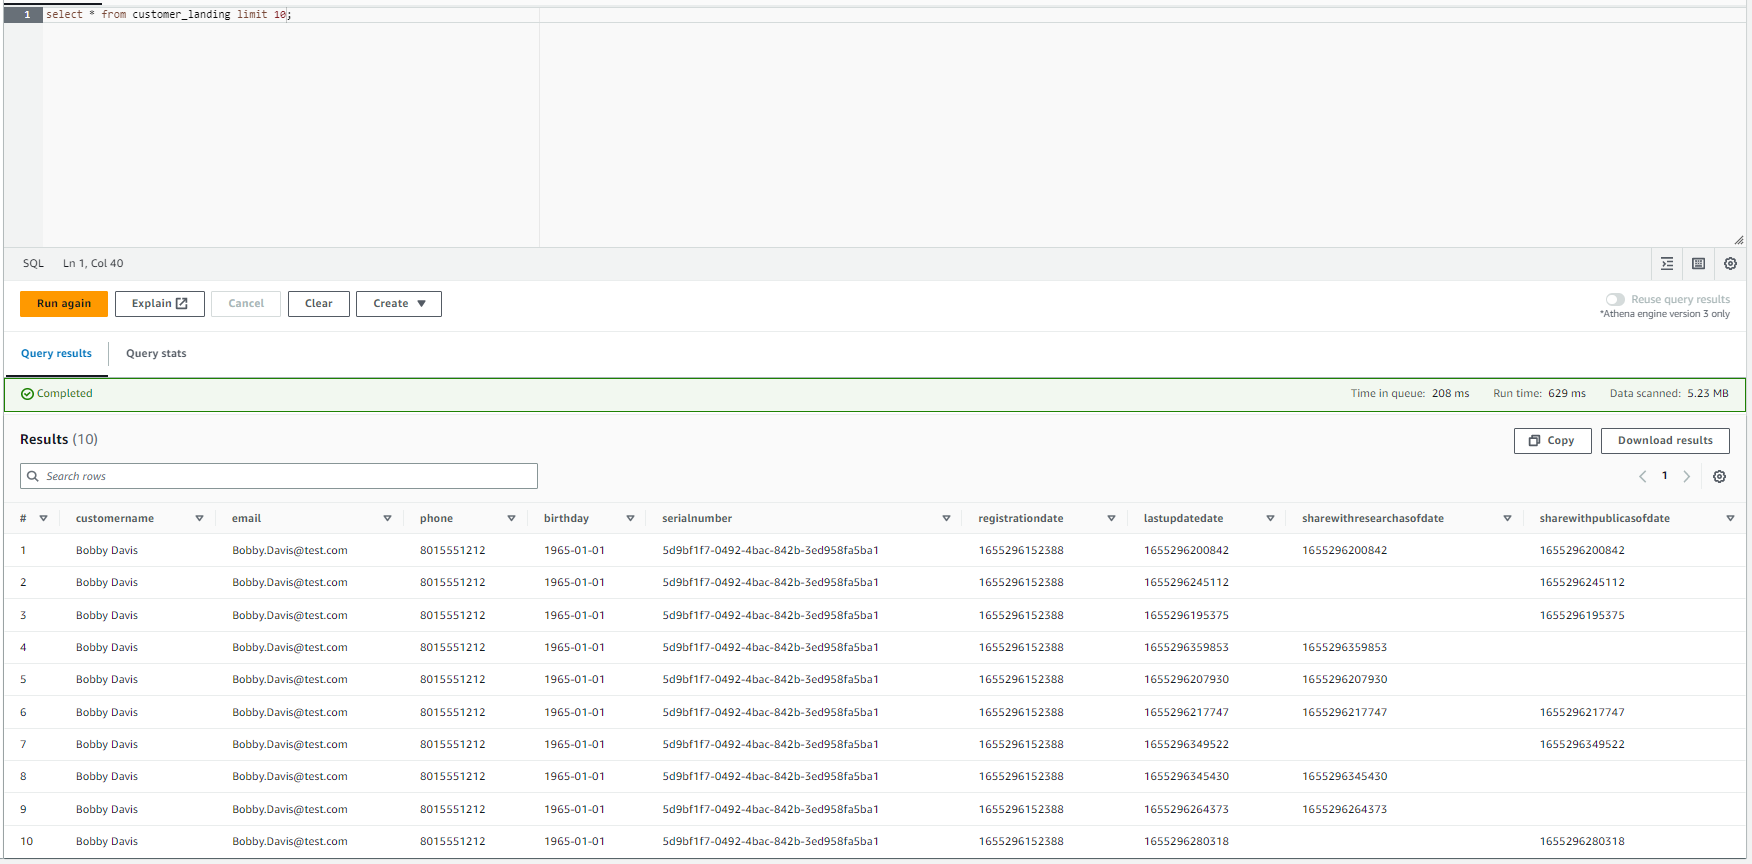 1 select * from customer_landing limit 10;
SQL Ln 1, Col 40
Run again Explain Cancel Clear Create Reuse query results
*Athena engine version 3 only
Query results Query stats
Completed Time in queue: 208 ms Run time: 629 ms Data scanned: 5.23 MB
Results (10) Copy Download results
Search rows 1
# customername email phone birthday serialnumber registrationdate lastupdatedate sharewithresearchasofdate sharewithpublicasofdate
1 Bobby Davis Bobby.Davis@test.com 8015551212 1965-01-01 5d9bf1f7-0492-4bac-842b-3ed958fa5ba1 1655296152388 1655296200842 1655296200842 1655296200842
2 Bobby Davis Bobby.Davis@test.com 8015551212 1965-01-01 5d9bf1f7-0492-4bac-842b-3ed958fa5ba1 1655296152388 1655296245112 1655296245112
3 Bobby Davis Bobby.Davis@test.com 8015551212 1965-01-01 5d9bf1f7-0492-4bac-842b-3ed958fa5ba1 1655296152388 1655296195375 1655296195375
4 Bobby Davis Bobby.Davis@test.com 8015551212 1965-01-01 5d9bf1f7-0492-4bac-842b-3ed958fa5ba1 1655296152388 1655296359853 1655296359853
5 Bobby Davis Bobby.Davis@test.com 8015551212 1965-01-01 5d9bf1f7-0492-4bac-842b-3ed958fa5ba1 1655296152388 1655296207930 1655296207930
6 Bobby Davis Bobby.Davis@test.com 8015551212 1965-01-01 5d9bf1f7-0492-4bac-842b-3ed958fa5ba1 1655296152388 1655296217747 1655296217747 1655296217747
7 Bobby Davis Bobby.Davis@test.com 8015551212 1965-01-01 5d9bf1f7-0492-4bac-842b-3ed958fa5ba1 1655296152388 1655296349522 1655296349522
8 Bobby Davis Bobby.Davis@test.com 8015551212 1965-01-01 5d9bf1f7-0492-4bac-842b-3ed958fa5ba1 1655296152388 1655296345430 1655296345430
9 Bobby Davis Bobby.Davis@test.com 8015551212 1965-01-01 5d9bf1f7-0492-4bac-842b-3ed958fa5ba1 1655296152388 1655296264373 1655296264373
10 Bobby Davis Bobby.Davis@test.com 8015551212 1965-01-01 5d9bf1f7-0492-4bac-842b-3ed958fa5ba1 1655296152388 1655296280318 1655296280318